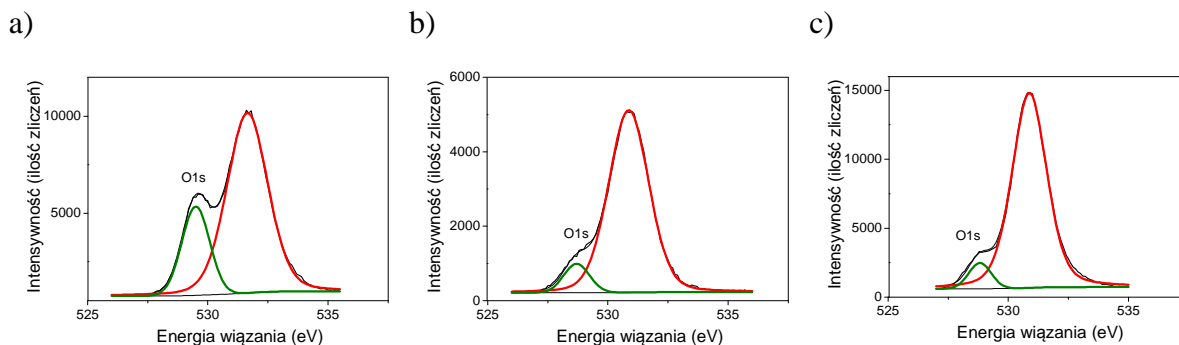 a)
b)
c)
Intensywność (ilość zliczeń)
10000
5000
O1s
525
530
535
Energia wiązania (eV)
Intensywność (ilość zliczeń)
6000
4000
2000
0
O1s
525
530
535
Energia wiązania (eV)
Intensywność (ilość zliczeń)
15000
10000
5000
0
O1s
525
530
535
Energia wiązania (eV)